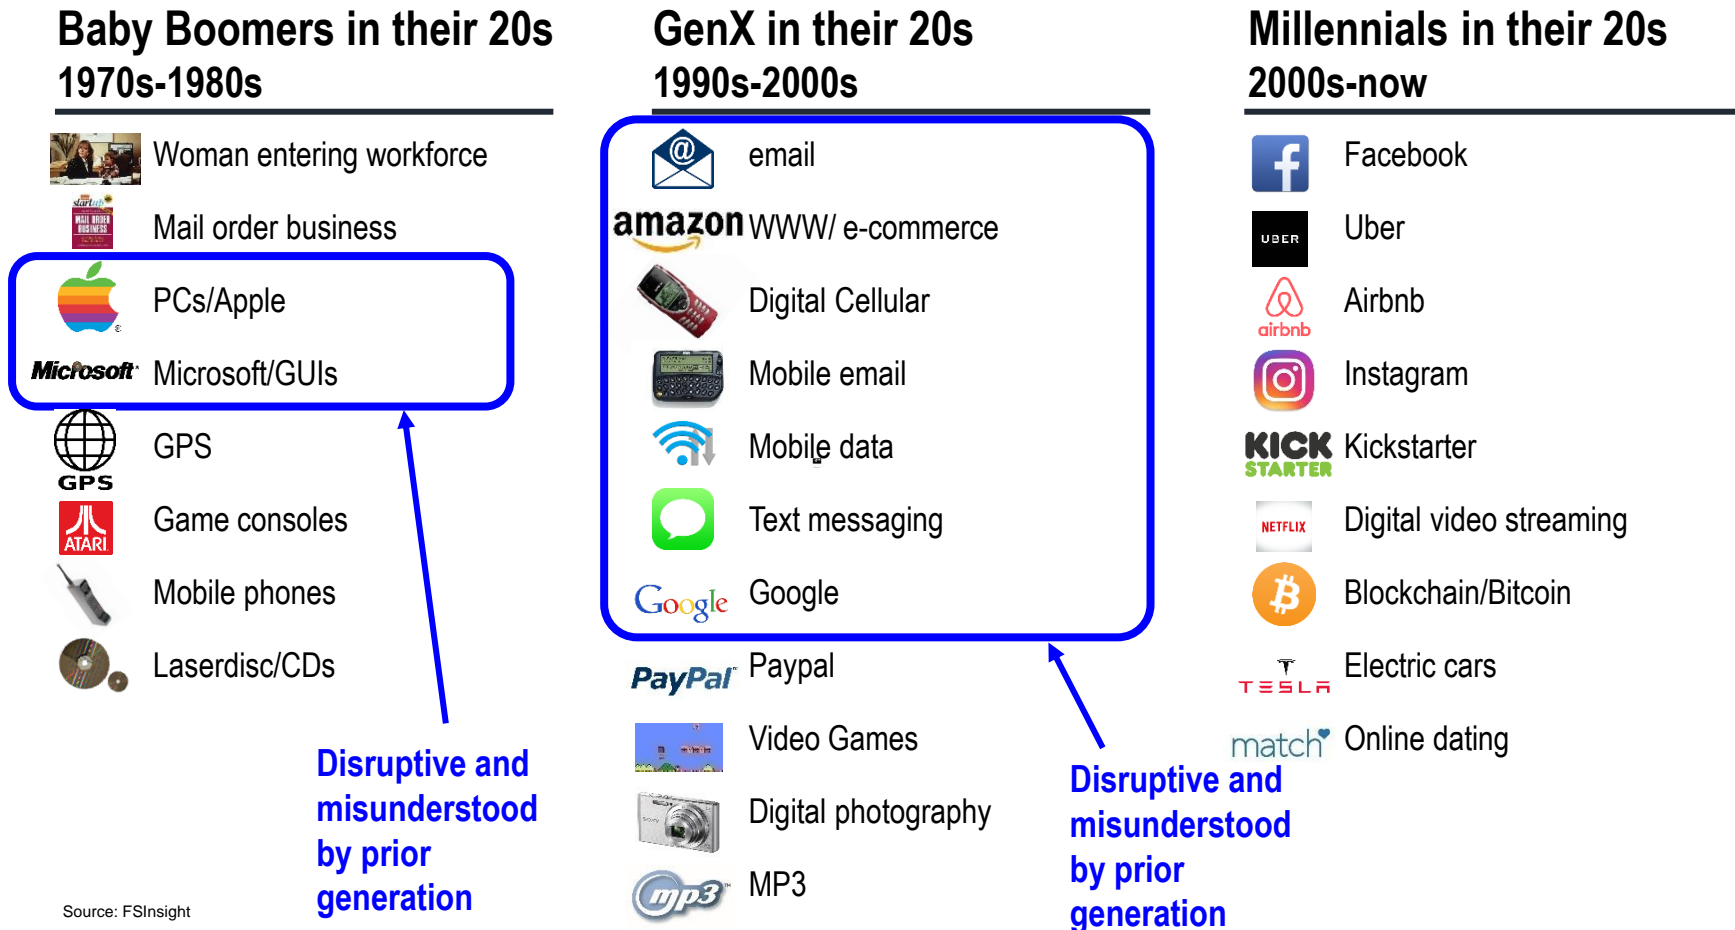 Baby Boomers in their 20s
1970s-1980s
Woman entering workforce
startup
MAIL ORDER
BUSINESS
Mail order business
PCs/Apple
Microsoft
Microsoft/GUIs
GPS
GPS
ATARI
Game consoles
Mobile phones
Laserdisc/CDs
Disruptive and
misunderstood
by prior
generation
Source: FSInsight
GenX in their 20s
1990s-2000s
@
email
amazon
WWW/ e-commerce
Digital Cellular
Mobile email
Mobile data
Text messaging
Google
Google
PayPal
Paypal
Video Games
SONY
Digital photography
mp3
MP3
Disruptive and
misunderstood
by prior
generation
Millennials in their 20s
2000s-now
f
Facebook
UBER
Uber
airbnb
Airbnb
Instagram
KICK
STARTER
Kickstarter
NETFLIX
Digital video streaming
Blockchain/Bitcoin
TESLA
Electric cars
match
Online dating